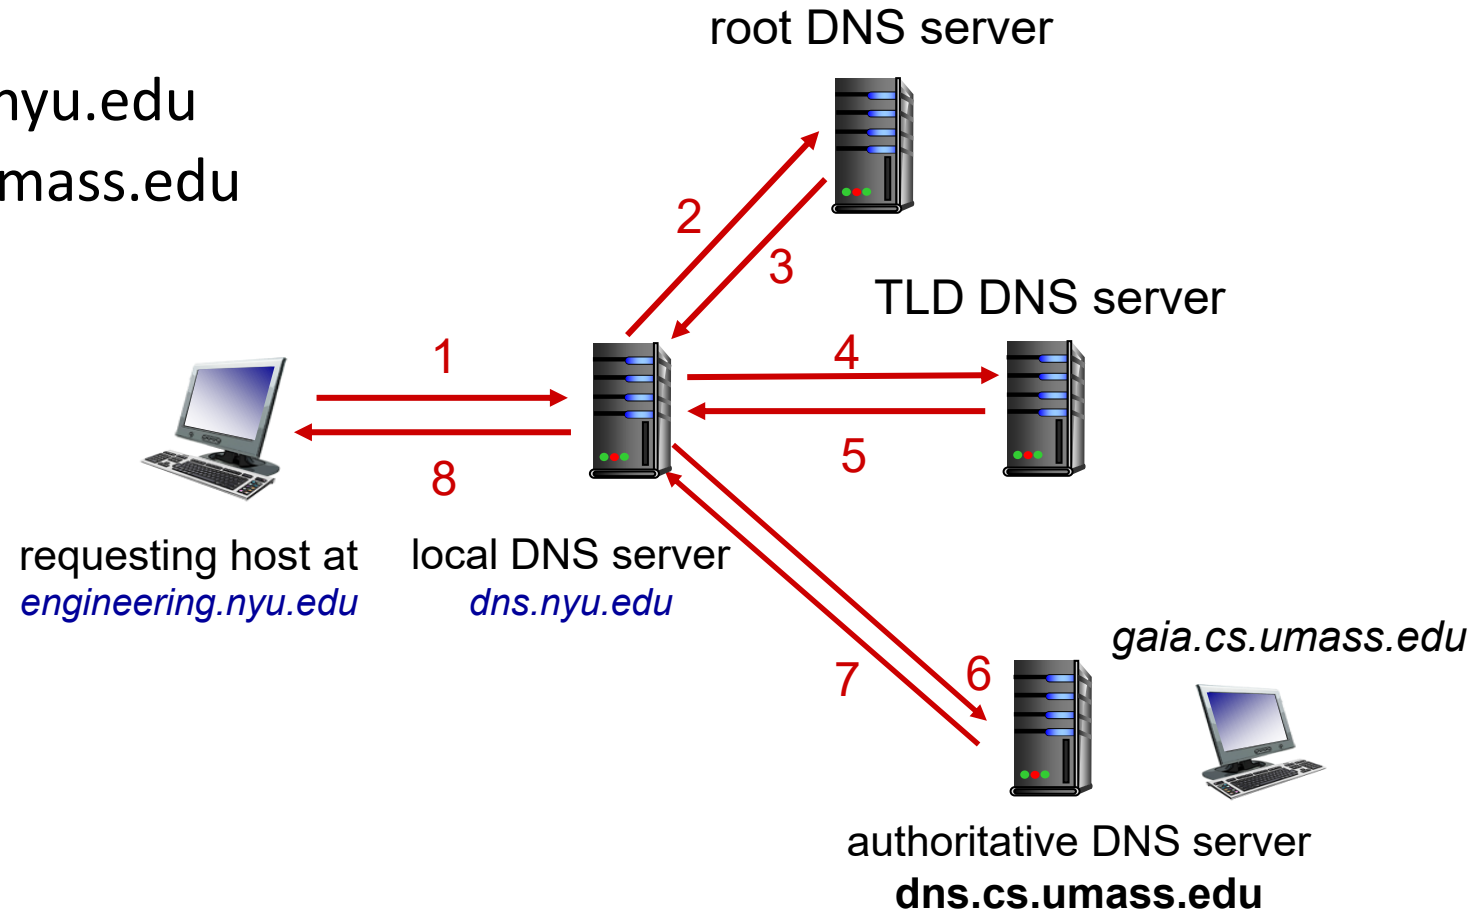 root DNS server
nyu.edu
mass.edu
2
3
TLD DNS server
1
4
8
5
requesting host at
engineering.nyu.edu
local DNS server
dns.nyu.edu
gaia.cs.umass.edu
7
6
authoritative DNS server
dns.cs.umass.edu